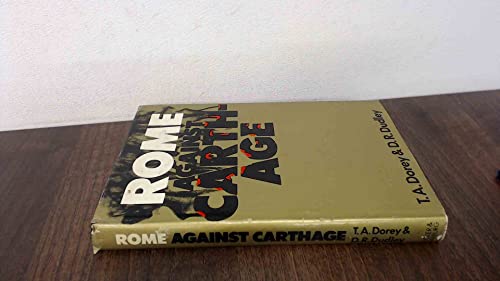 ROME
AGAINST
CARTH
AGE
T.A. Dorey & D.R. Dudley
ROME AGAINST CARTHAGE
T.A. Dorey &
D.R. Dudley